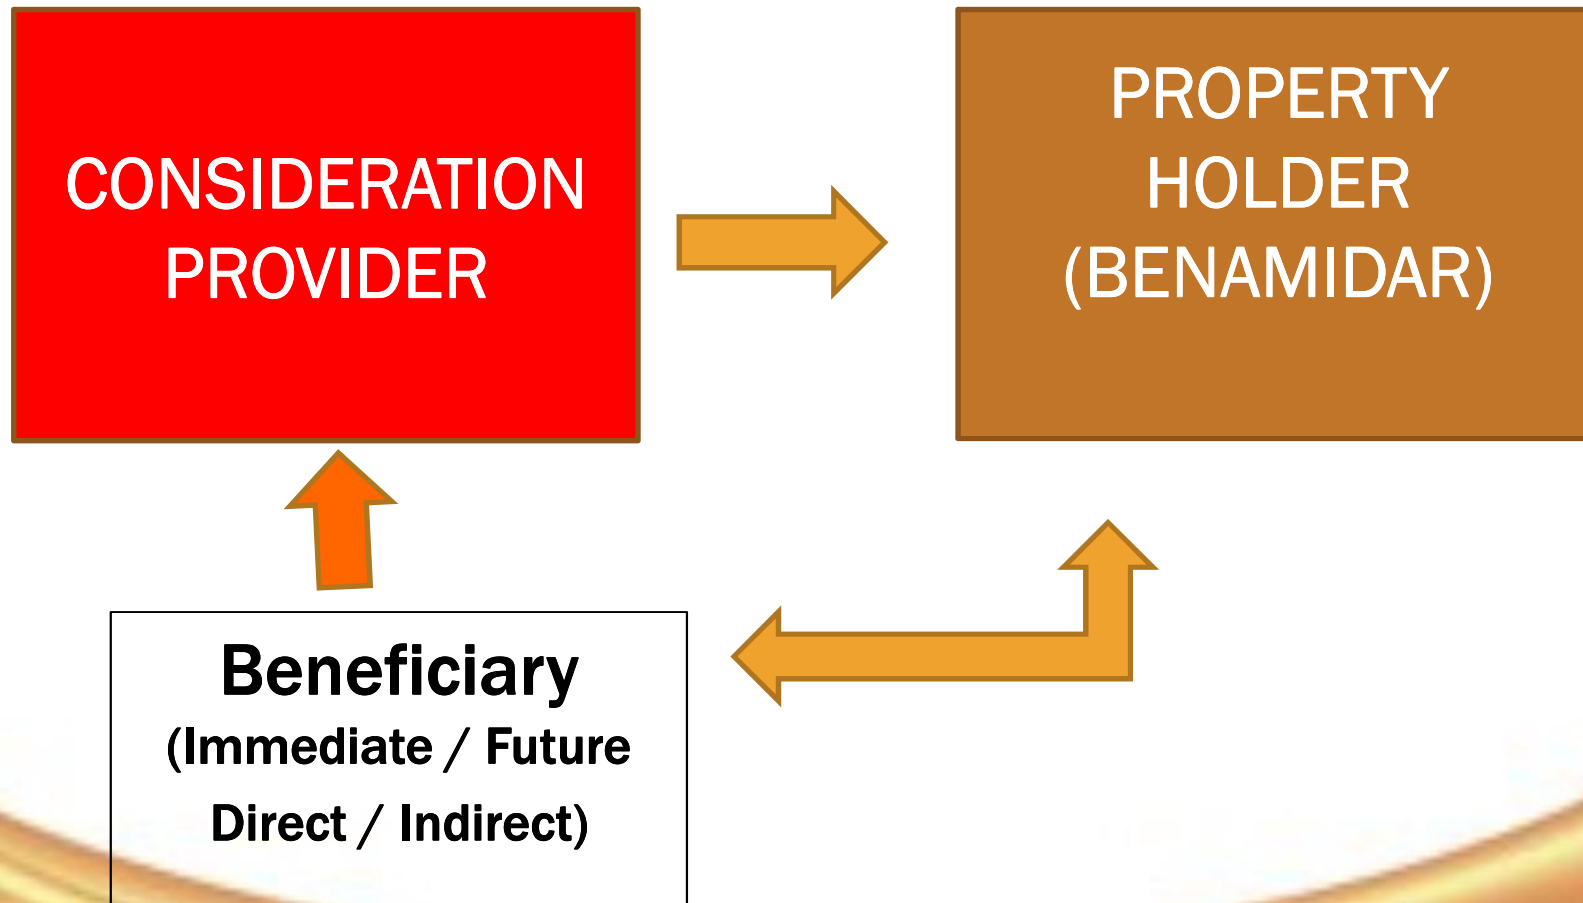 CONSIDERATION
PROVIDER
PROPERTY
HOLDER
(BENAMIDAR)
Beneficiary
(Immediate / Future
Direct / Indirect)